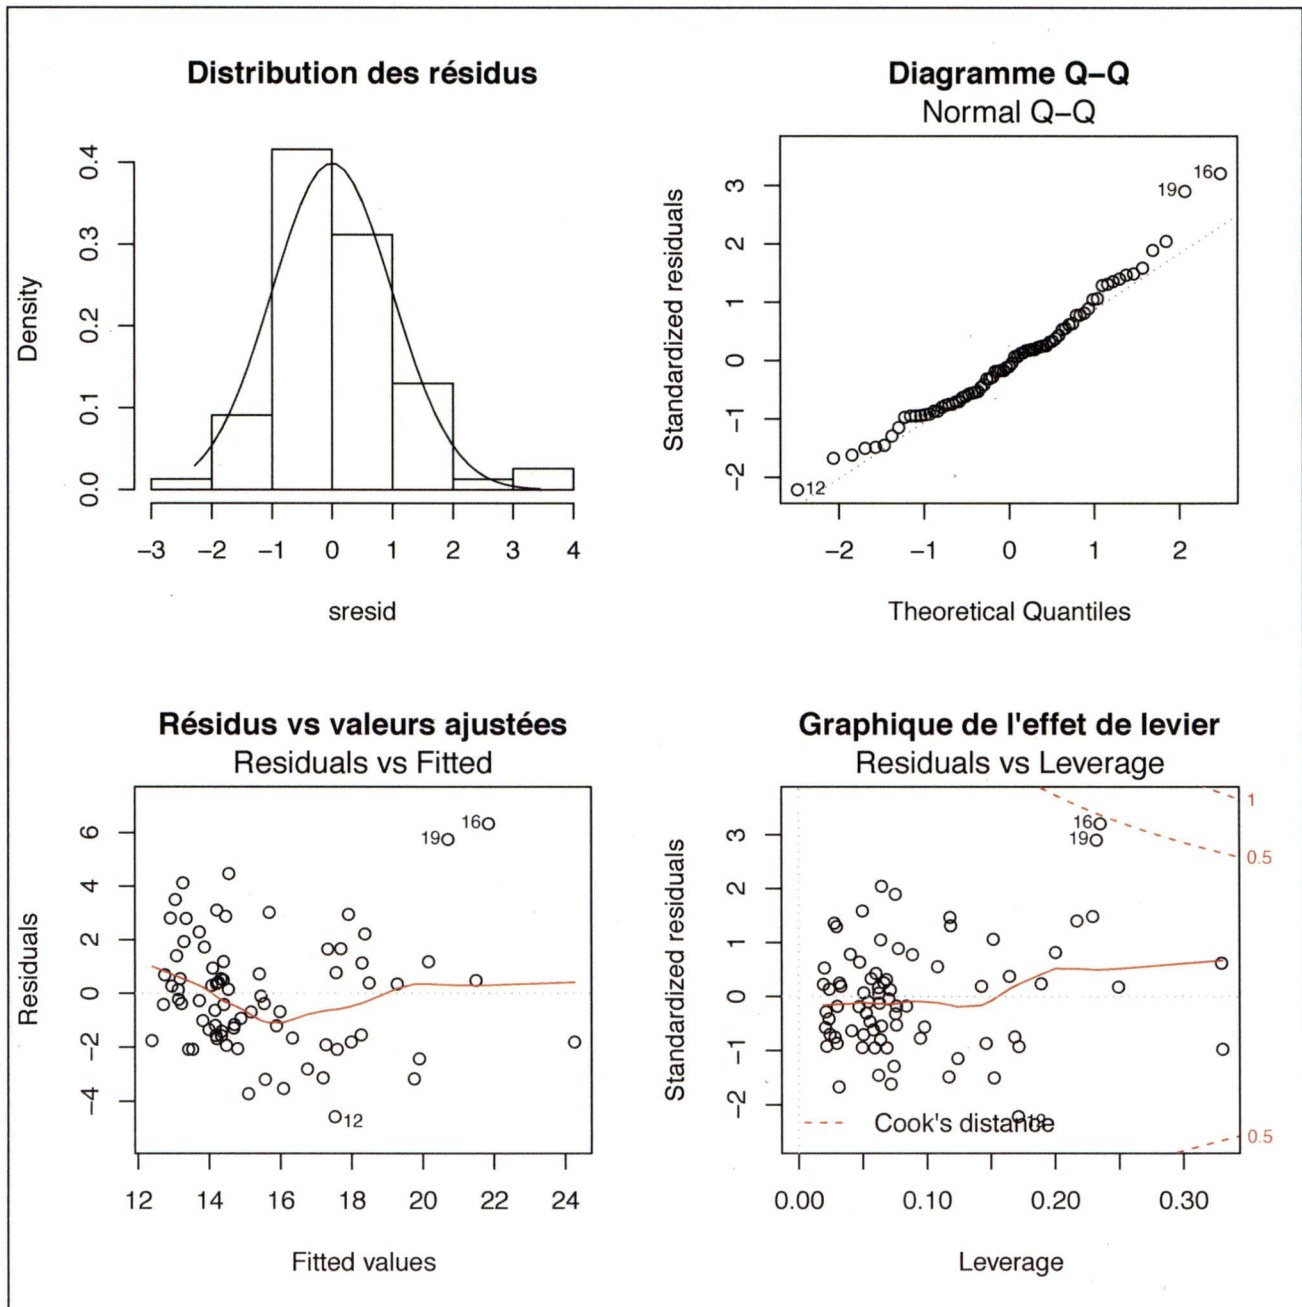 Distribution des résidus
Density
0.0 0.1 0.2 0.3 0.4
−3 −2 −1 0 1 2 3 4
sresid
Diagramme Q−Q
Normal Q−Q
Standardized residuals
−2 −1 0 1 2 3
16
19
12
−2 −1 0 1 2
Theoretical Quantiles
Résidus vs valeurs ajustées
Residuals vs Fitted
Residuals
−4 −2 0 2 4 6
16
19
12
12 14 16 18 20 22 24
Fitted values
Graphique de l'effet de levier
Residuals vs Leverage
Standardized residuals
−2 −1 0 1 2 3
1
16
19
0.5
12
Cook's distance
0.5
0.00 0.10 0.20 0.30
Leverage